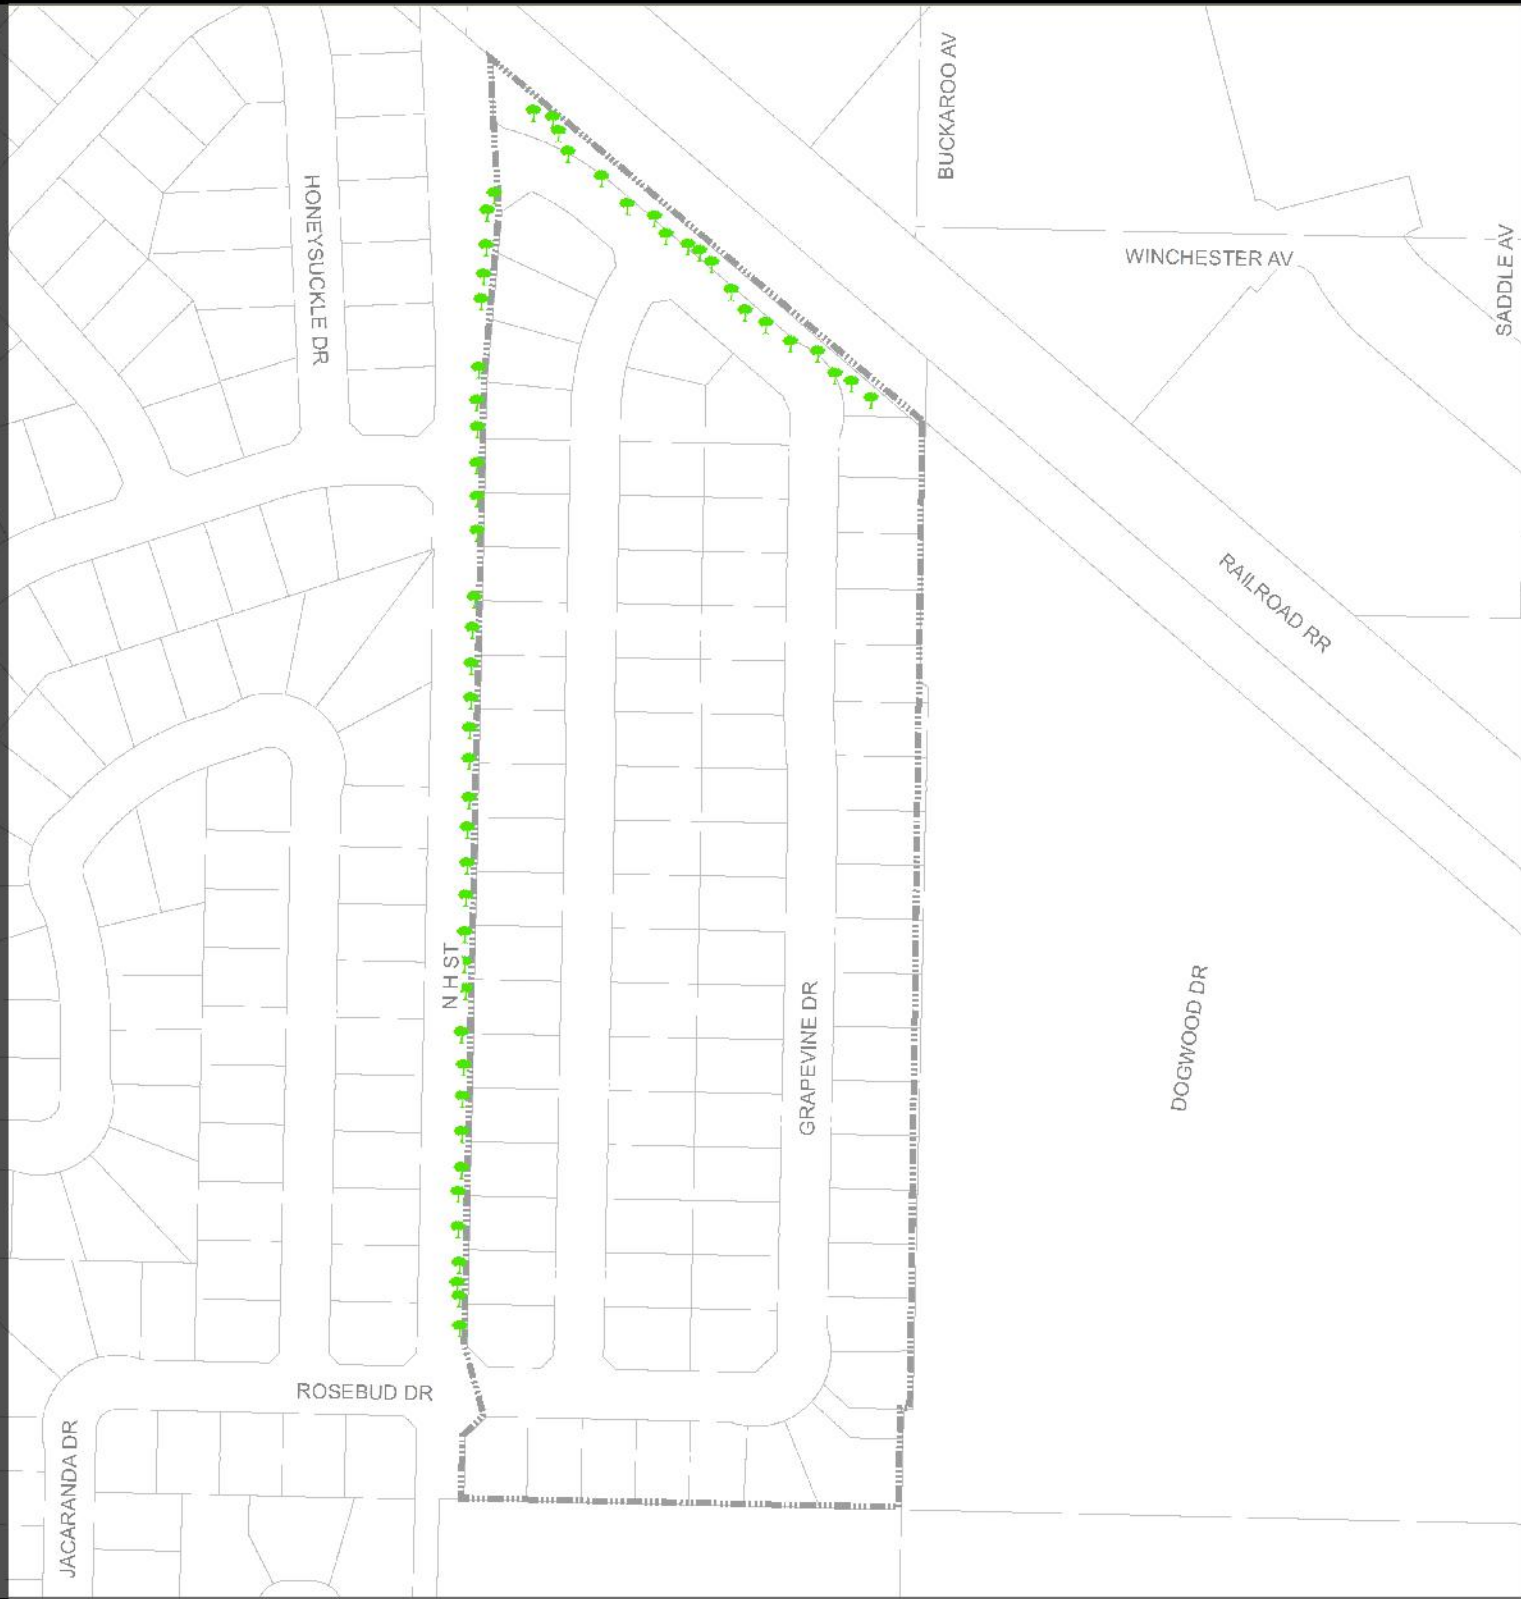 BUCKAROO AV
HONEYSUCKLE DR
WINCHESTER AV
SADDLE AV
RAILROAD RR
N H ST
GRAPEVINE DR
DOGWOOD DR
ROSEBUD DR
JACARANDA DR